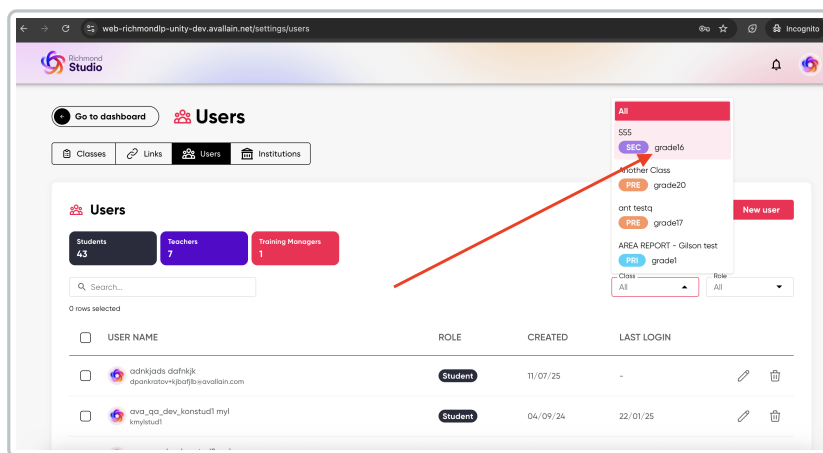 web-richmondlp-unity-dev.avallain.net/settings/users
Incognito
Richmond
Studio
Go to dashboard
Users
Classes
Links
Users
Institutions
All
555
SEC grade16
Another Class
PRE grade20
ant testq
PRE grade17
AREA REPORT - Gilson test
PRI grade1
Users
New user
Students
43
Teachers
7
Training Managers
1
Search...
Class
All
Role
All
0 rows selected
USER NAME ROLE CREATED LAST LOGIN
adnkjads dafnkjk
dpankratov+kjbafjlb@avallain.com
Student 11/07/25 -
ava_qa_dev_konstud1 myl
kmylstud1
Student 04/09/24 22/01/25